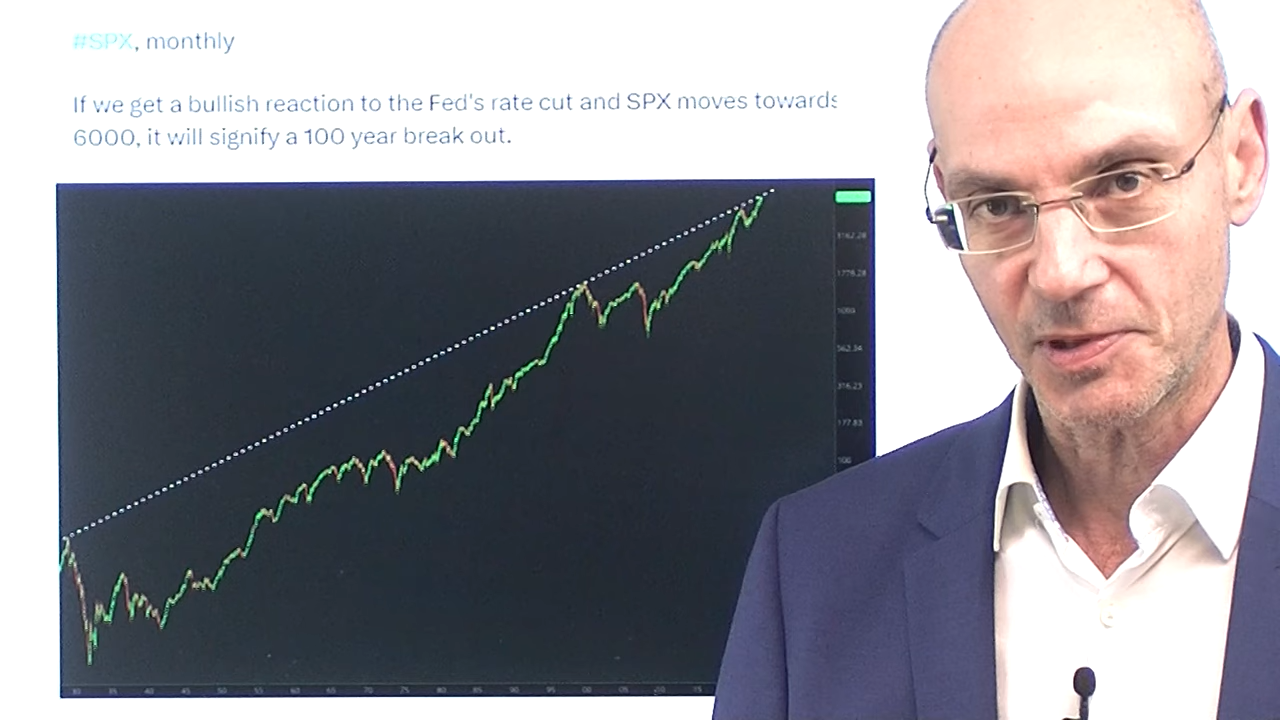 #SPX, monthly
If we get a bullish reaction to the Fed's rate cut and SPX moves towards
6000, it will signify a 100 year break out.
3162.28
1778.28
1000
562.34
316.23
177.83
100
30 35 40 45 50 55 60 65 70 75 80 85 90 95 00 05 10 15